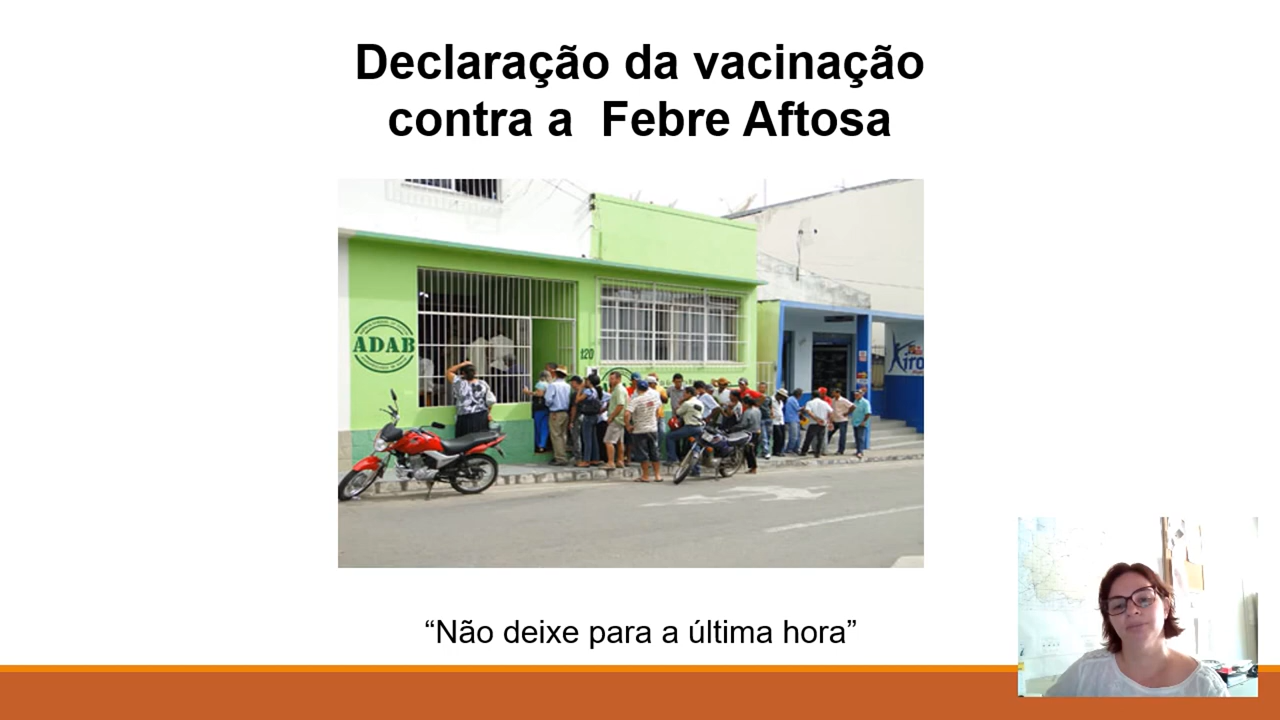 Declaração da vacinação
contra a  Febre Aftosa
ADAB
120
“Não deixe para a última hora”